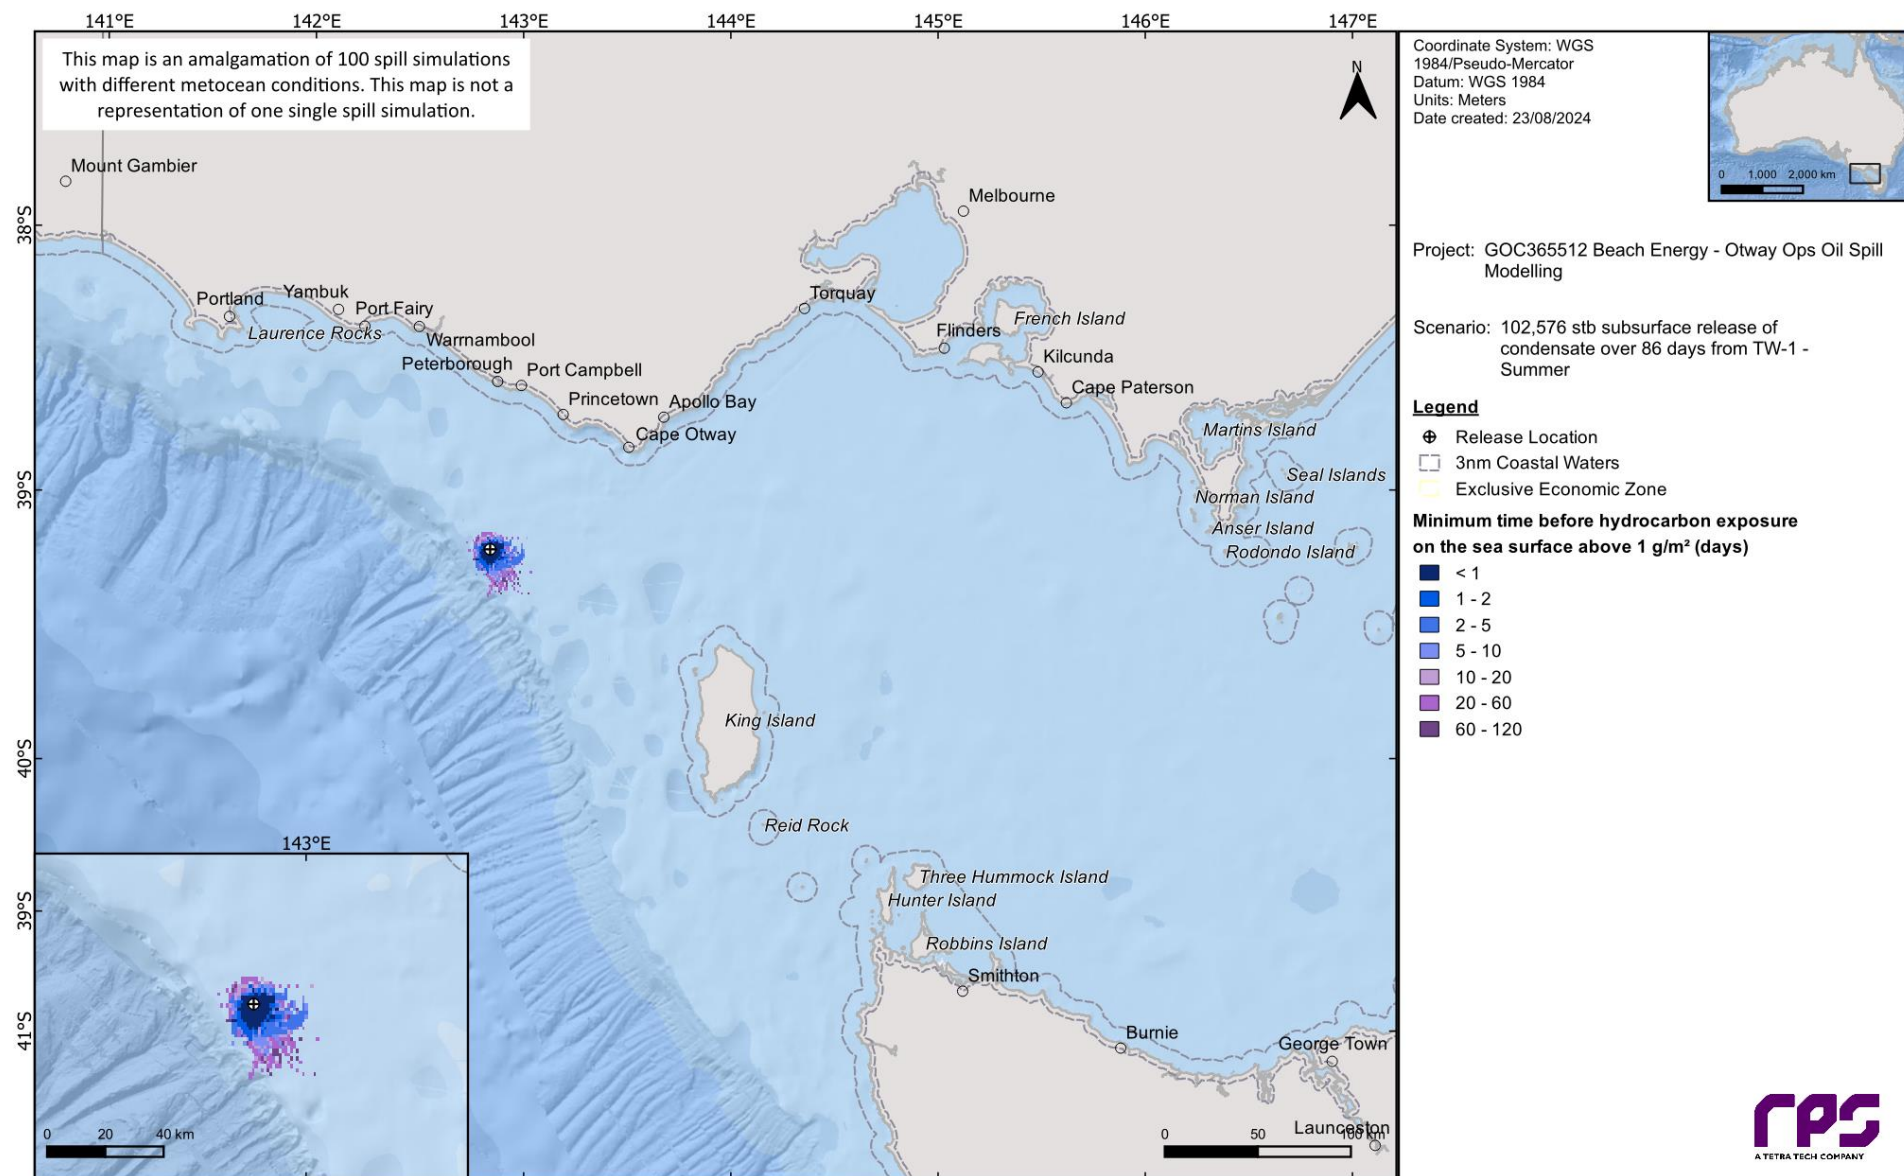 141°E 142°E 143°E 144°E 145°E 146°E 147°E
This map is an amalgamation of 100 spill simulations
with different metocean conditions. This map is not a
representation of one single spill simulation.
N
Mount Gambier
Melbourne
38°S
Portland
Yambuk
Port Fairy
Laurence Rocks
Warrnambool
Peterborough
Port Campbell
Princetown
Apollo Bay
Cape Otway
Torquay
Flinders
French Island
Kilcunda
Cape Paterson
Martins Island
Seal Islands
39°S
Norman Island
Anser Island
Rodondo Island
King Island
40°S
Reid Rock
Three Hummock Island
Hunter Island
Robbins Island
Smithton
41°S
Burnie
George Town
Launceston
0 50 100 km
143°E
39°S
0 20 40 km
Coordinate System: WGS
1984/Pseudo-Mercator
Datum: WGS 1984
Units: Meters
Date created: 23/08/2024
0 1,000 2,000 km
Project: GOC365512 Beach Energy - Otway Ops Oil Spill
Modelling
Scenario: 102,576 stb subsurface release of
condensate over 86 days from TW-1 -
Summer
Legend
Release Location
3nm Coastal Waters
Exclusive Economic Zone
Minimum time before hydrocarbon exposure
on the sea surface above 1 g/m² (days)
< 1
1 - 2
2 - 5
5 - 10
10 - 20
20 - 60
60 - 120
rps
A TETRA TECH COMPANY